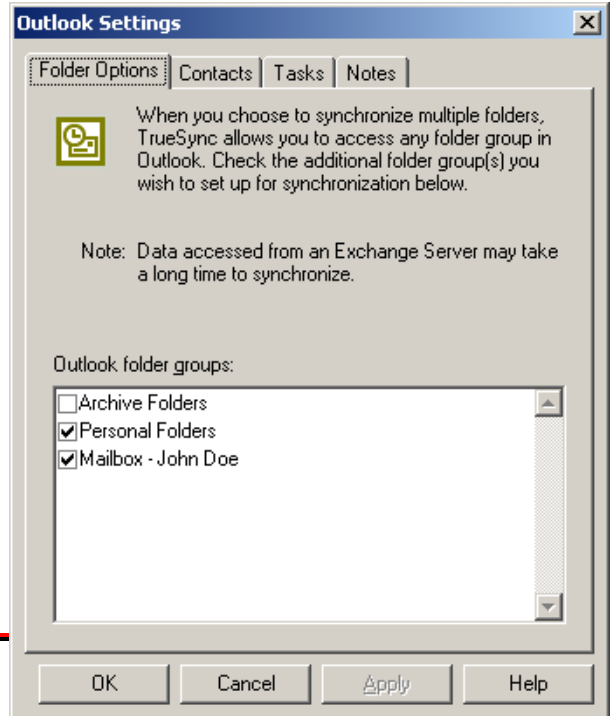 Outlook Settings
Folder Options Contacts Tasks Notes
When you choose to synchronize multiple folders,
TrueSync allows you to access any folder group in
Outlook. Check the additional folder group(s) you
wish to set up for synchronization below.
Note: Data accessed from an Exchange Server may take
a long time to synchronize.
Outlook folder groups:
Archive Folders
Personal Folders
Mailbox - John Doe
OK Cancel Apply Help